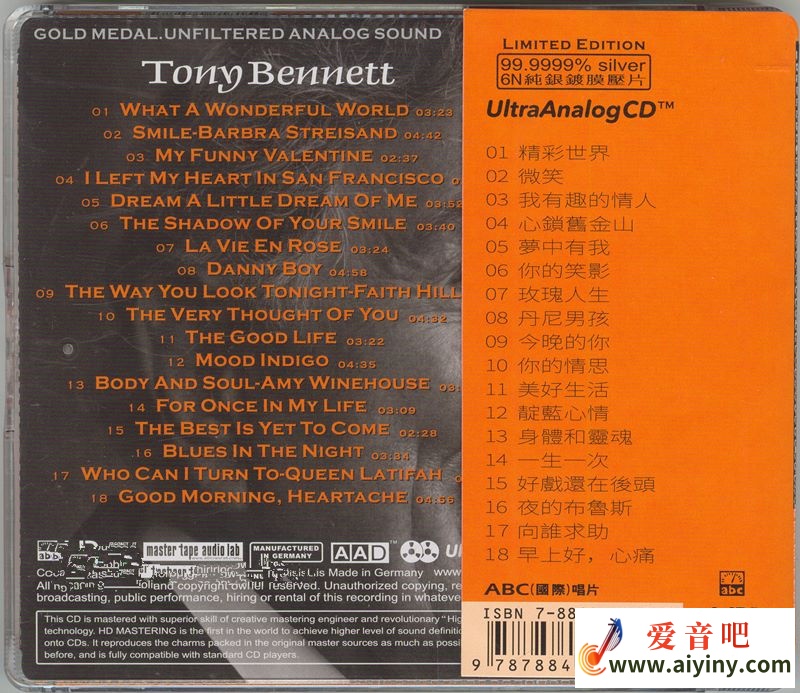 GOLD MEDAL.UNFILTERED ANALOG SOUND
Tony Bennett
01 WHAT A WONDERFUL WORLD 03:23
02 SMILE-BARBRA STREISAND 04:42
03 MY FUNNY VALENTINE 02:37
04 I LEFT MY HEART IN SAN FRANCISCO
05 DREAM A LITTLE DREAM OF ME 03:52
06 THE SHADOW OF YOUR SMILE 03:40
07 LA VIE EN ROSE 03:24
08 DANNY BOY 04:58
09 THE WAY YOU LOOK TONIGHT-FAITH HILL
10 THE VERY THOUGHT OF YOU 04:32
11 THE GOOD LIFE 03:22
12 MOOD INDIGO 04:35
13 BODY AND SOUL-AMY WINEHOUSE
14 FOR ONCE IN MY LIFE 03:09
15 THE BEST IS YET TO COME 02:28
16 BLUES IN THE NIGHT 03:34
17 WHO CAN I TURN TO-QUEEN LATIFAH
18 GOOD MORNING, HEARTACHE 04:56
master tape audio lab
MANUFACTURED IN GERMANY
AAD
is Made in Germany
reserved. Unauthorized copying,
broadcasting, public performance, hiring or rental of this recording in
This CD is mastered with superior skill of creative mastering engineer and revolutionary
technology. HD MASTERING is the first in the world to achieve higher level of sound
onto CDs. It reproduces the charms packed in the original master sources as much as
before, and is fully compatible with standard CD players.
LIMITED EDITION
99.9999% silver
6N純銀鍍膜壓片
UltraAnalogCD™
01 精彩世界
02 微笑
03 我有趣的情人
04 心鎖舊金山
05 夢中有我
06 你的笑影
07 玫瑰人生
08 丹尼男孩
09 今晚的你
10 你的情思
11 美好生活
12 靛藍心情
13 身體和靈魂
14 一生一次
15 好戲還在後頭
16 夜的布魯斯
17 向誰求助
18 早上好，心痛
ABC(國際)唱片
abc
ISBN 7-88
9 787884
爱音吧
www.aiyiny.com